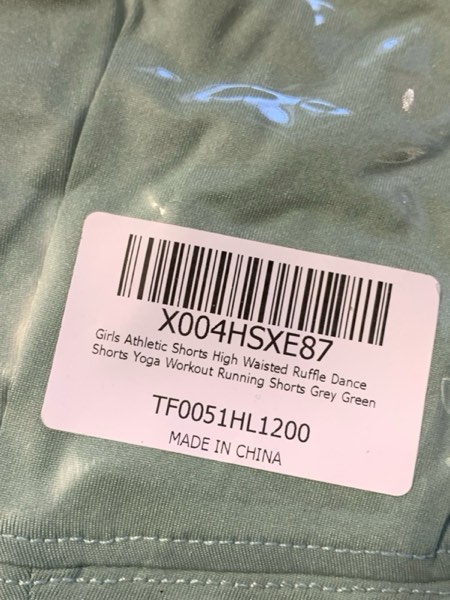 X004HSXE87
Girls Athletic Shorts High Waisted Ruffle Dance
Shorts Yoga Workout Running Shorts Grey Green
TF0051HL1200
MADE IN CHINA